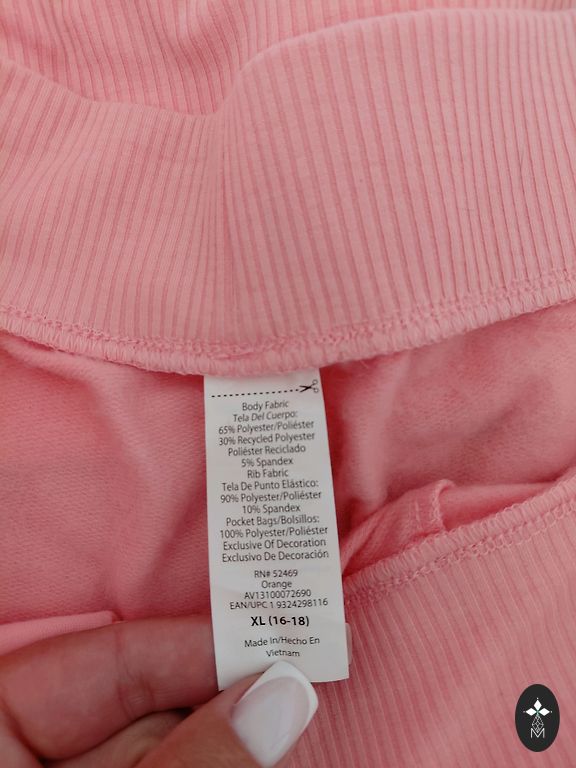 Body Fabric
Tela Del Cuerpo:
65% Polyester/Poliéster
30% Recycled Polyester
Poliéster Reciclado
5% Spandex
Rib Fabric
Tela De Punto Elástico:
90% Polyester/Poliéster
10% Spandex
Pocket Bags/Bolsillos:
100% Polyester/Poliéster
Exclusive Of Decoration
Exclusivo De Decoración
RN# 52469
Orange
AV13100072690
EAN/UPC 1 9324298116
XL (16-18)
Made In/Hecho En
Vietnam
M